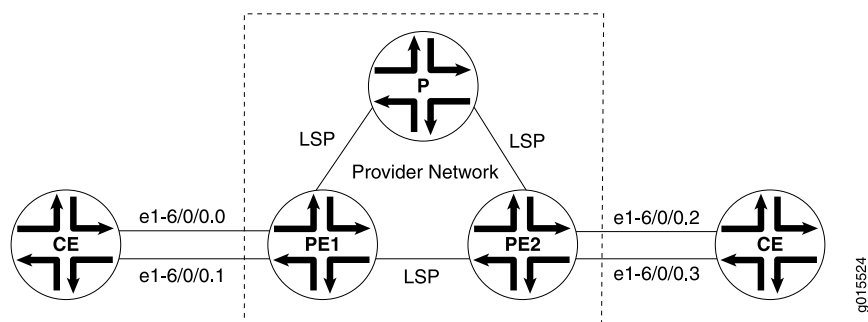 P
LSP
LSP
Provider Network
e1-6/0/0.0
e1-6/0/0.2
CE
PE1
PE2
CE
e1-6/0/0.1
LSP
e1-6/0/0.3
g015524